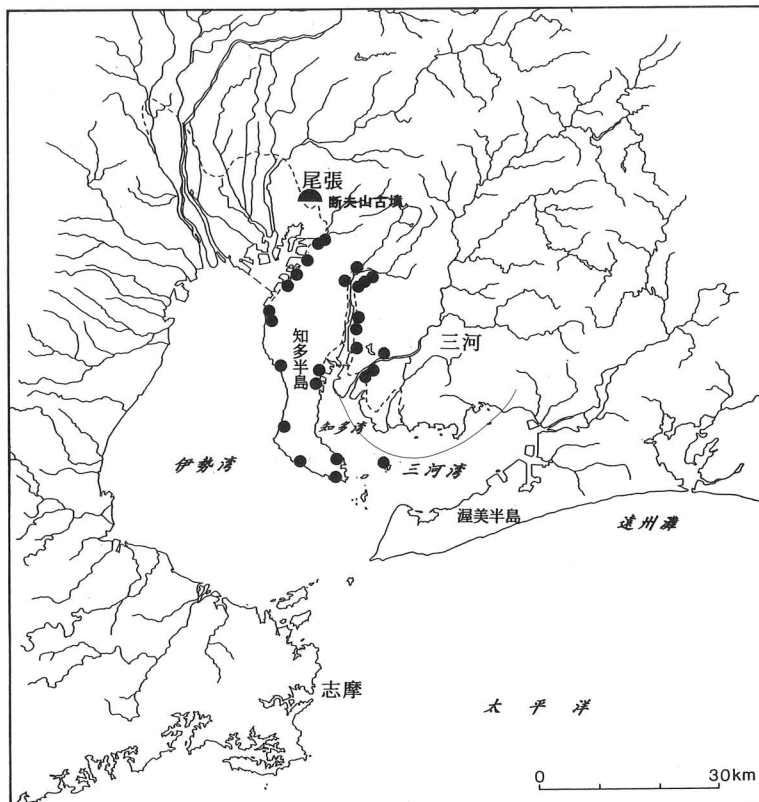 尾張
断夫山古墳
三河
知多半島
知多湾
伊勢湾
三河湾
渥美半島
遠州灘
志摩
太平洋
0 30km